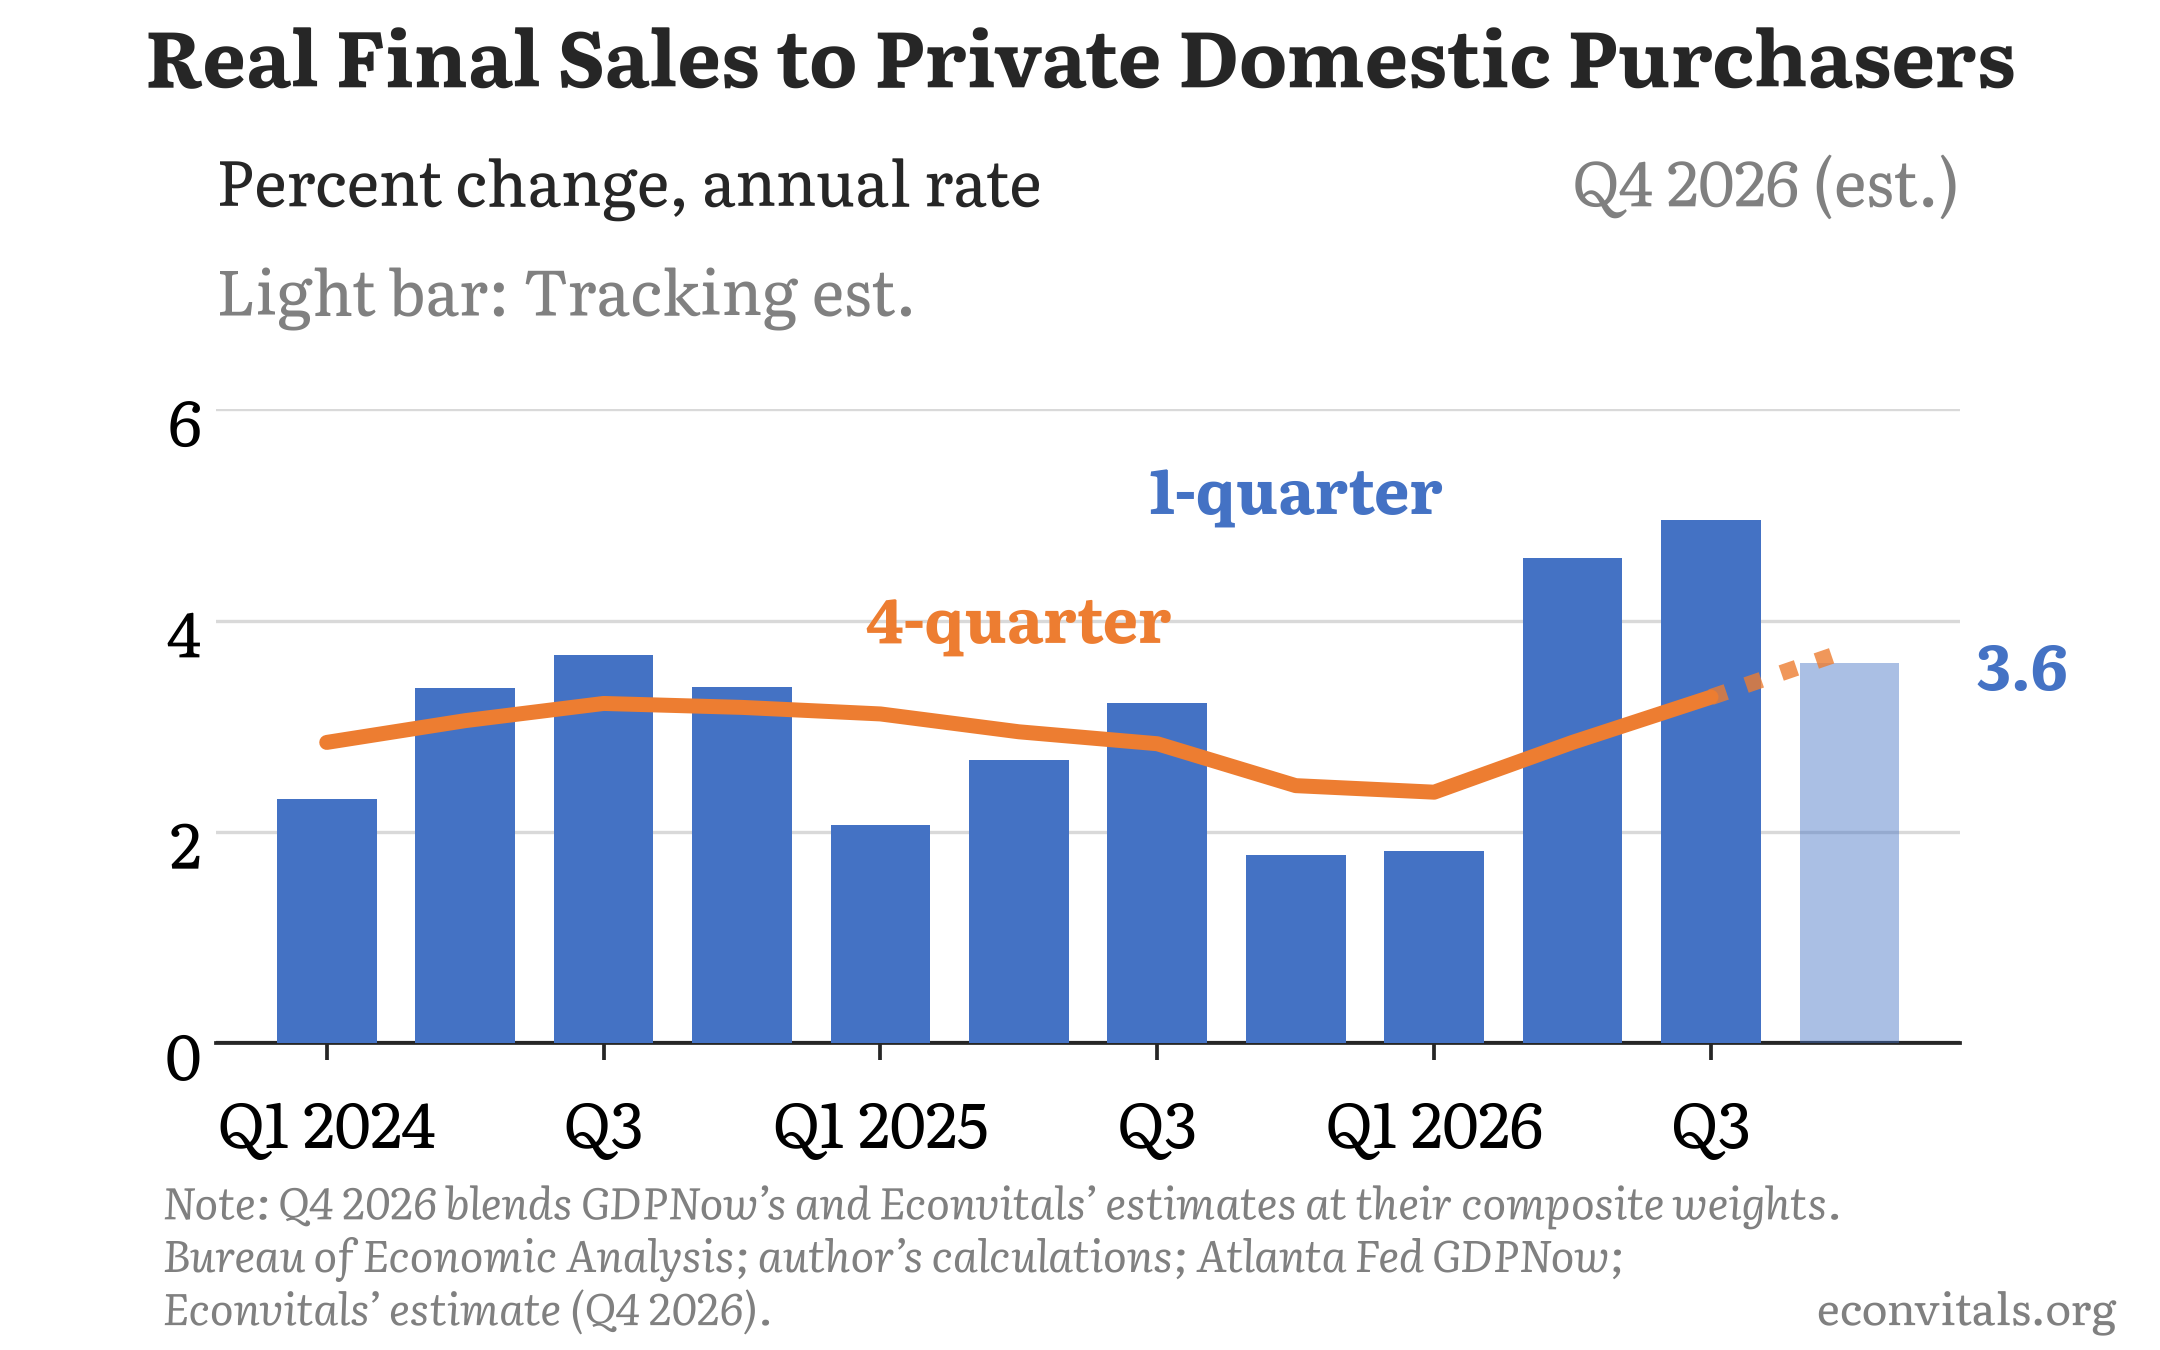 Real Final Sales to Private Domestic Purchasers
Percent change, annual rate
Q4 2026 (est.)
Light bar: Tracking est.
6
1-quarter
4-quarter
4
3.6
2
0
Q1 2024
Q3
Q1 2025
Q3
Q1 2026
Q3
Note: Q4 2026 blends GDPNow’s and Econvitals’ estimates at their composite weights.
Bureau of Economic Analysis; author’s calculations; Atlanta Fed GDPNow;
Econvitals’ estimate (Q4 2026).
econvitals.org